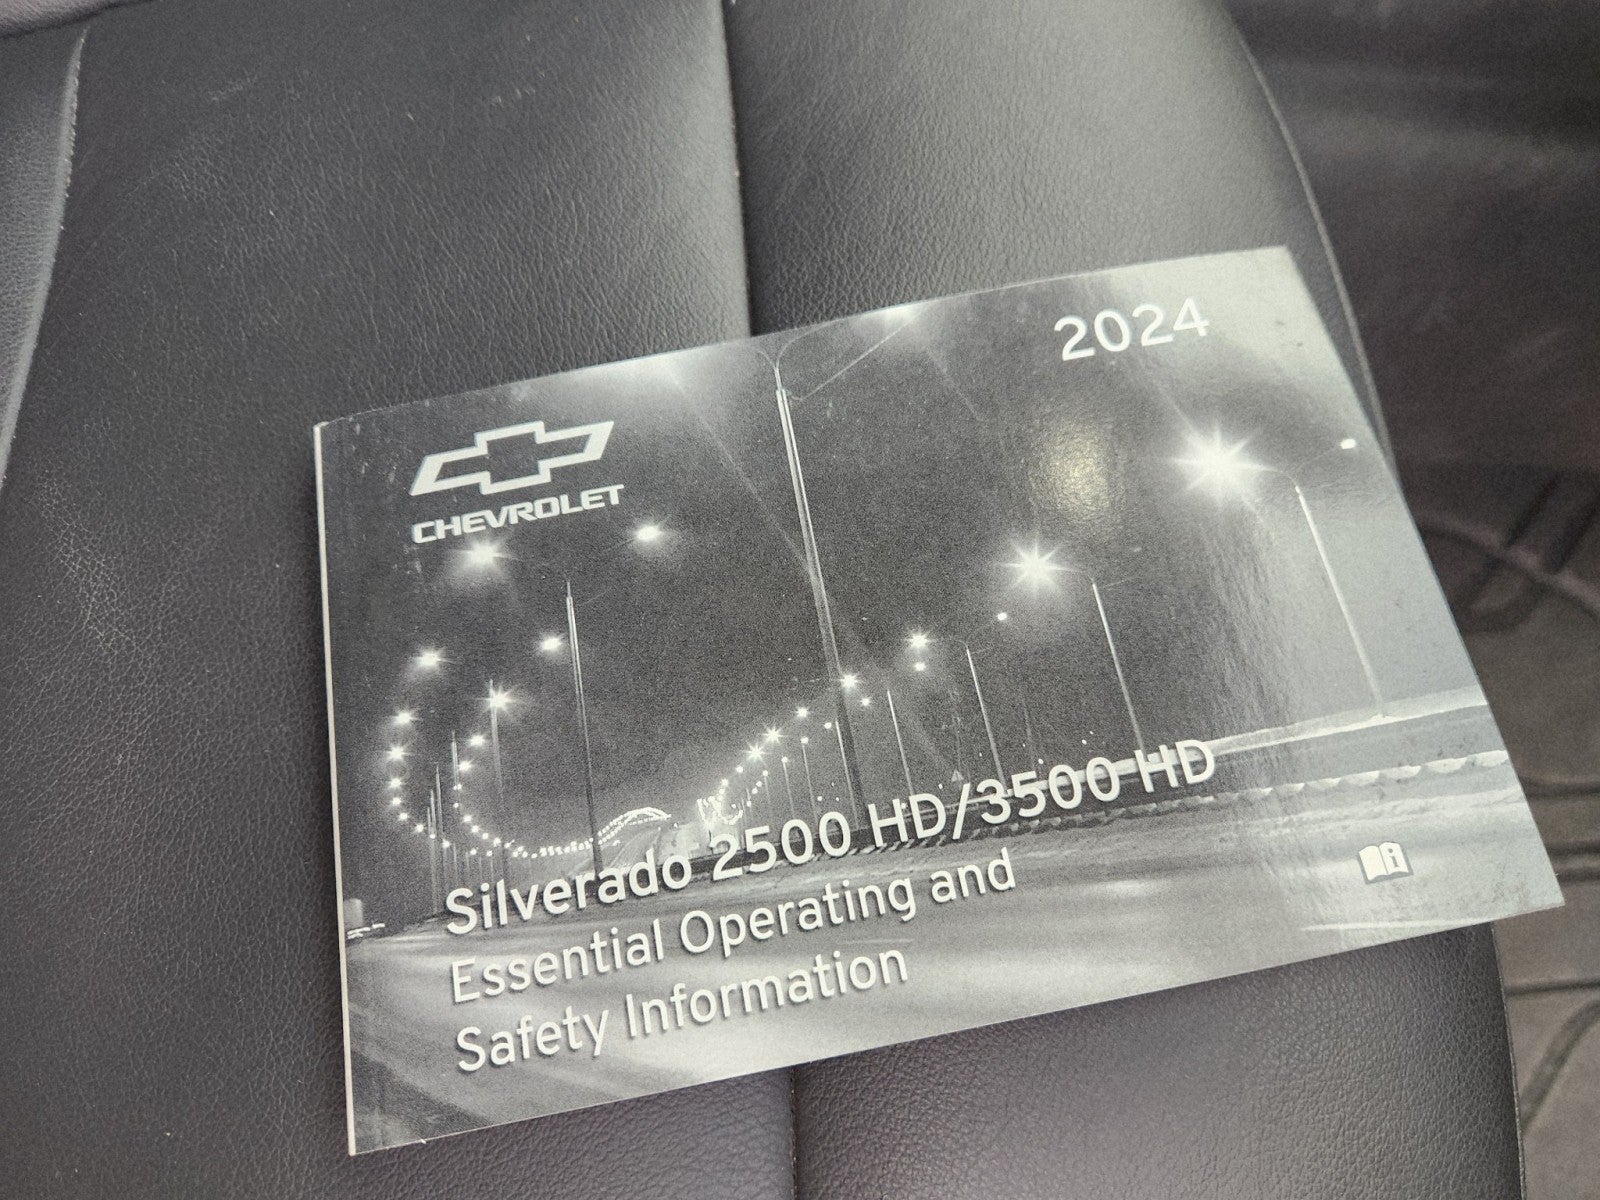 2024
CHEVROLET
Silverado 2500 HD/3500 HD
Essential Operating and
Safety Information